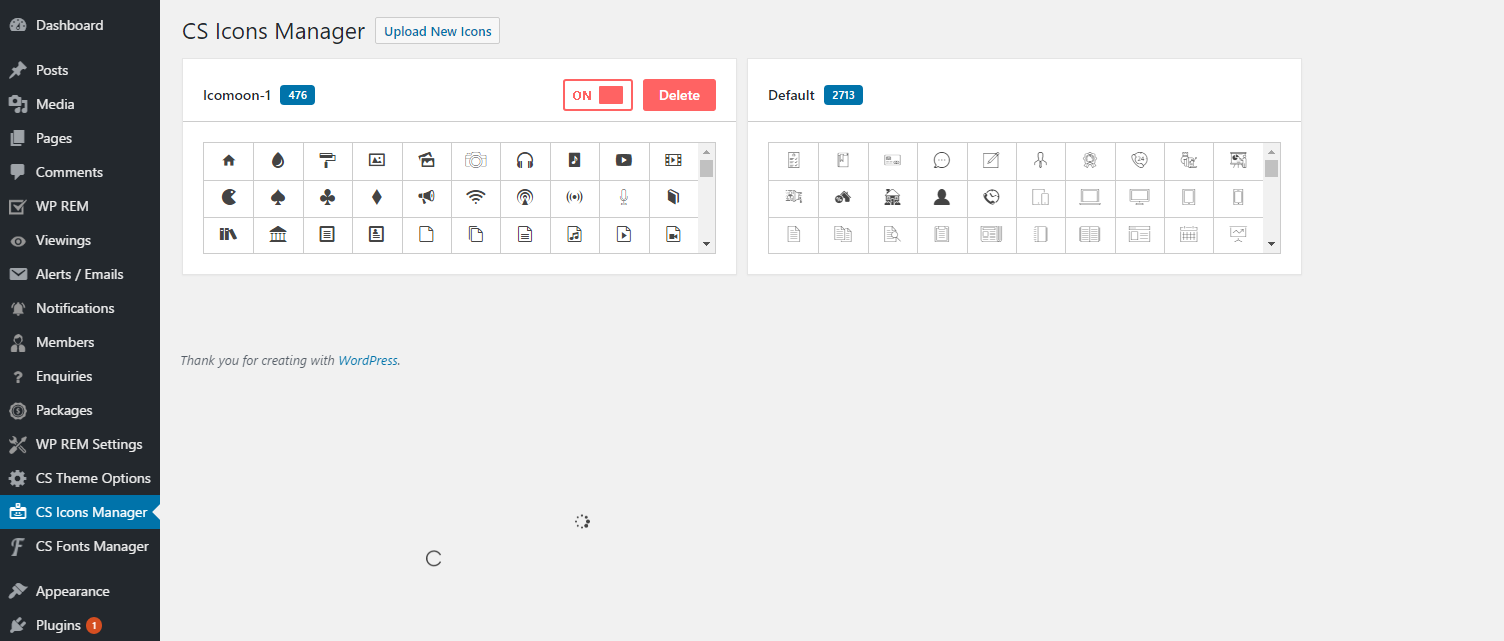 Dashboard
Posts
Media
Pages
Comments
WP REM
Viewings
Alerts / Emails
Notifications
Members
Enquiries
Packages
WP REM Settings
CS Theme Options
CS Icons Manager
CS Fonts Manager
Appearance
Plugins 1
CS Icons Manager Upload New Icons
Icomoon-1 476 ON Delete
Default 2713
24
Thank you for creating with WordPress.